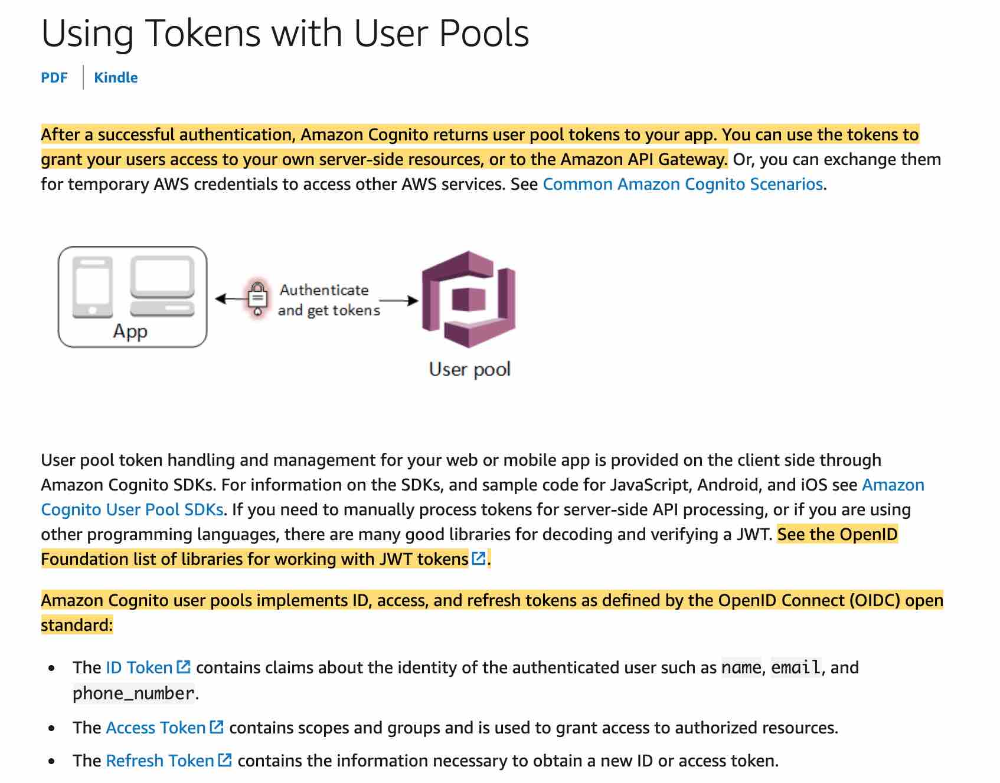 Using Tokens with User Pools
PDF | Kindle
After a successful authentication, Amazon Cognito returns user pool tokens to your app. You can use the tokens to
grant your users access to your own server-side resources, or to the Amazon API Gateway. Or, you can exchange them
for temporary AWS credentials to access other AWS services. See Common Amazon Cognito Scenarios.
Authenticate
and get tokens
App
User pool
User pool token handling and management for your web or mobile app is provided on the client side through
Amazon Cognito SDKs. For information on the SDKs, and sample code for JavaScript, Android, and iOS see Amazon
Cognito User Pool SDKs. If you need to manually process tokens for server-side API processing, or if you are using
other programming languages, there are many good libraries for decoding and verifying a JWT. See the OpenID
Foundation list of libraries for working with JWT tokens.
Amazon Cognito user pools implements ID, access, and refresh tokens as defined by the OpenID Connect (OIDC) open
standard:
• The ID Token contains claims about the identity of the authenticated user such as name, email, and
phone_number.
• The Access Token contains scopes and groups and is used to grant access to authorized resources.
• The Refresh Token contains the information necessary to obtain a new ID or access token.